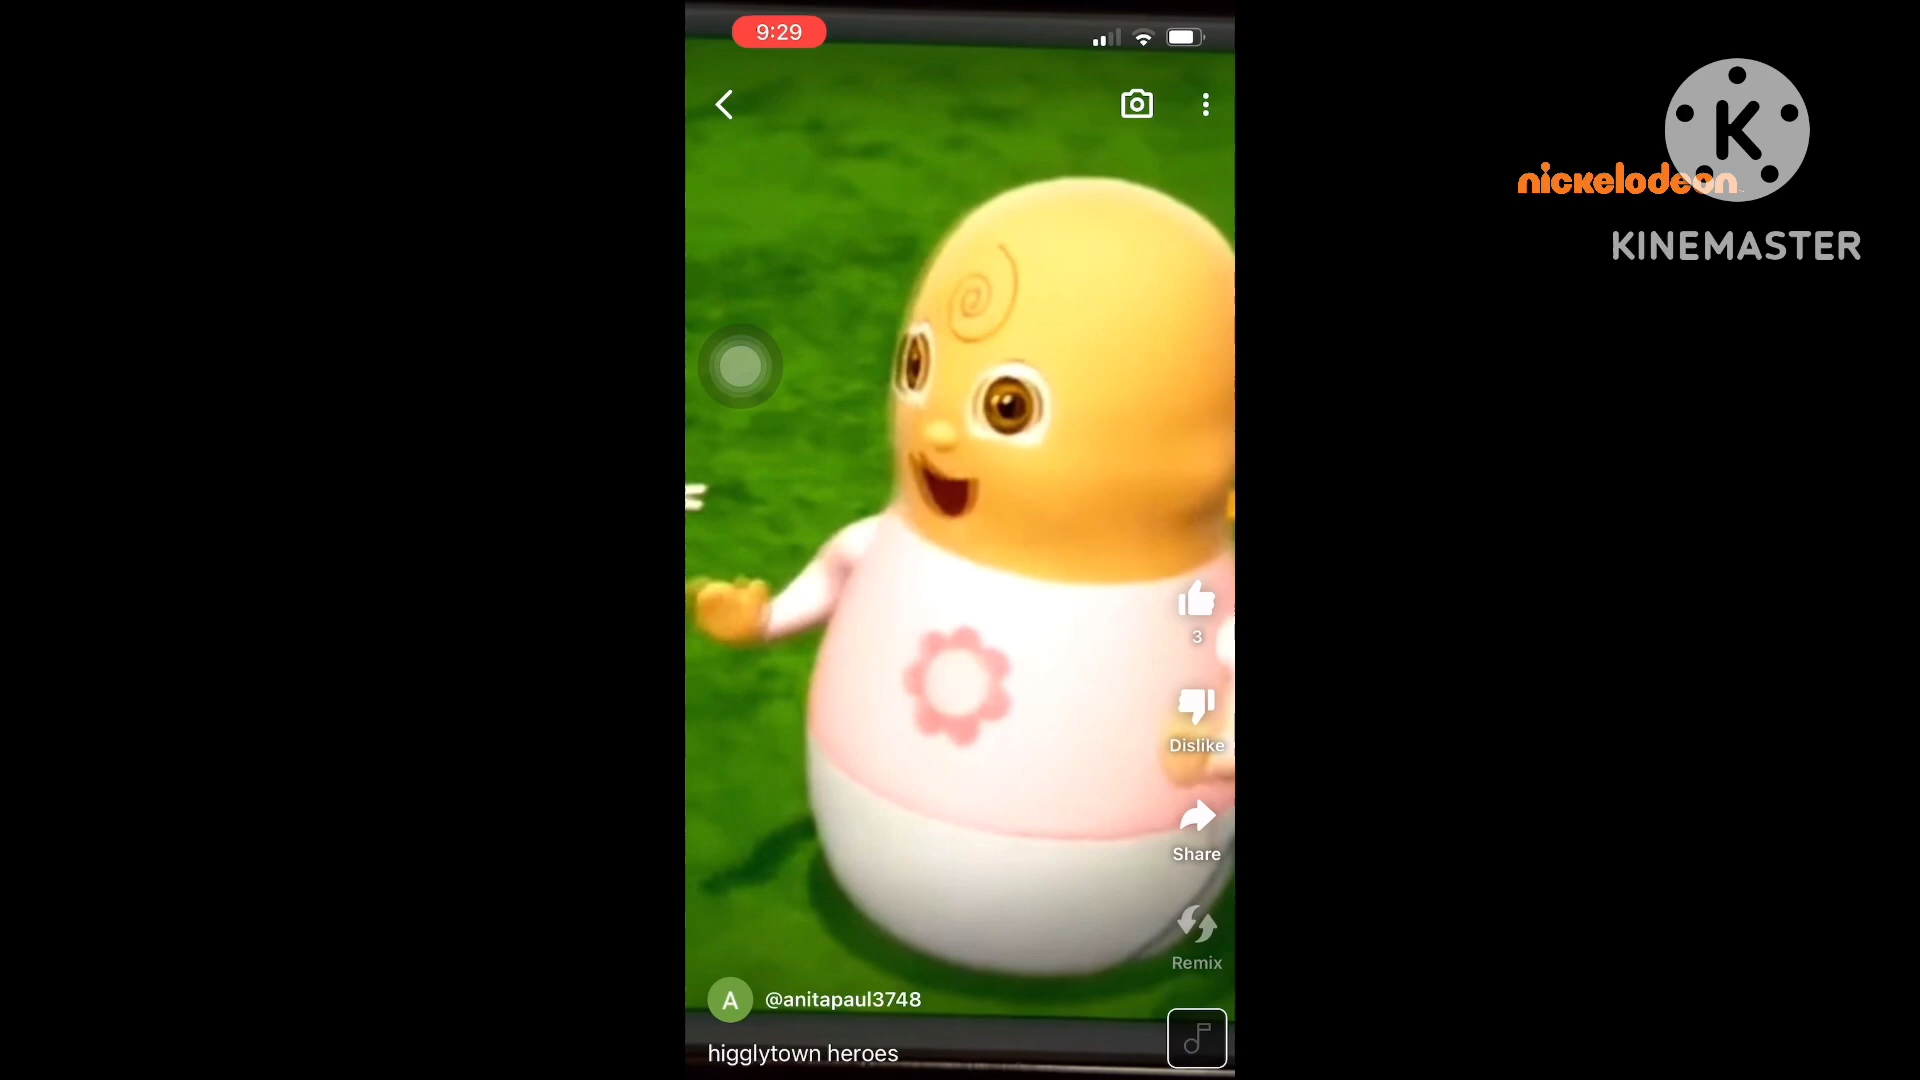 9:29
K
nickelodeon
KINEMASTER
3
Dislike
Share
Remix
A
@anitapaul3748
higglytown heroes